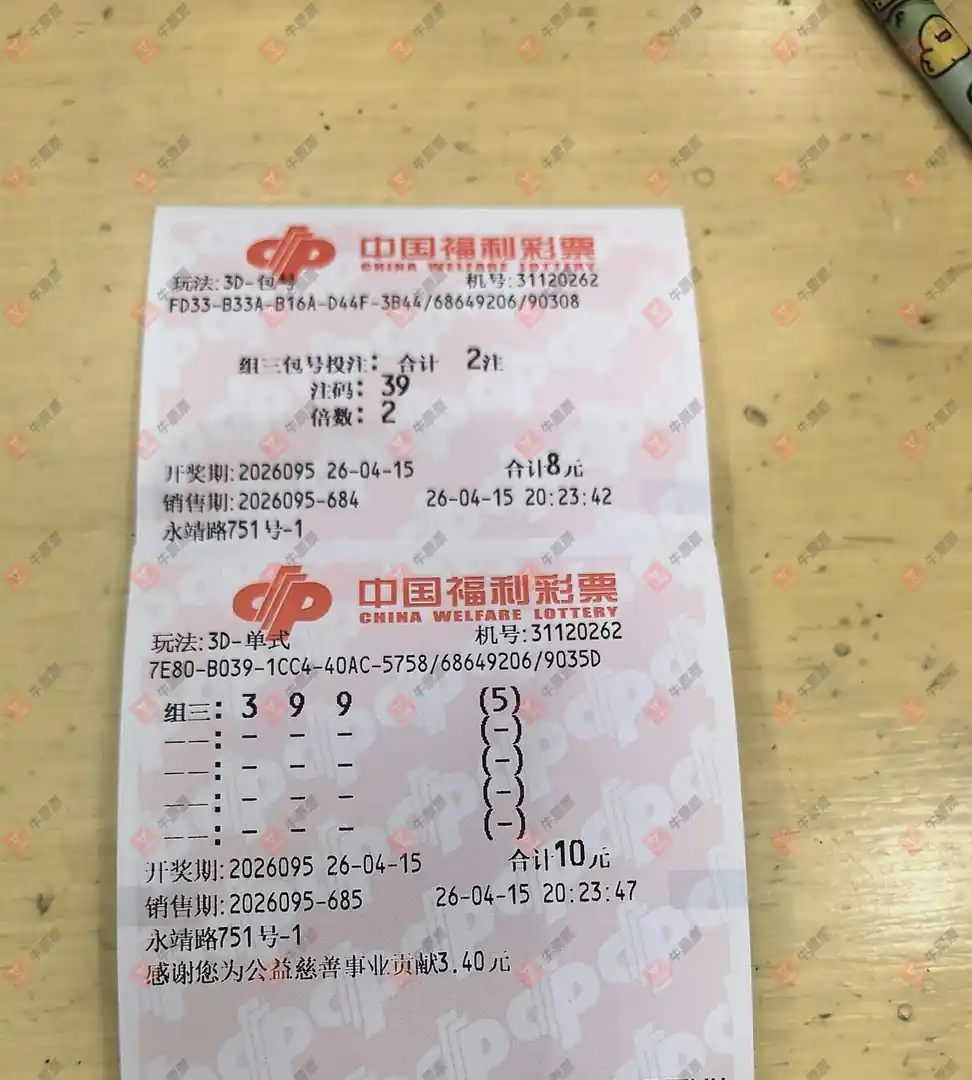 中国福利彩票
CHINA WELFARE LOTTERY
玩法:3D-包号 机号:31120262
FD33-B33A-B16A-D44F-3B44/68649206/90308
组三包号投注: 合计 2注
注码: 39
倍数: 2
开奖期:2026095 26-04-15 合计8元
销售期:2026095-684 26-04-15 20:23:42
永靖路751号-1
中国福利彩票
CHINA WELFARE LOTTERY
玩法:3D-单式 机号:31120262
7E80-B039-1CC4-40AC-5758/68649206/9035D
组三: 3 9 9 (5)
--: - - - (-)
--: - - - (-)
--: - - - (-)
--: - - - (-)
开奖期:2026095 26-04-15 合计10元
销售期:2026095-685 26-04-15 20:23:47
永靖路751号-1
感谢您为公益慈善事业贡献3.40元